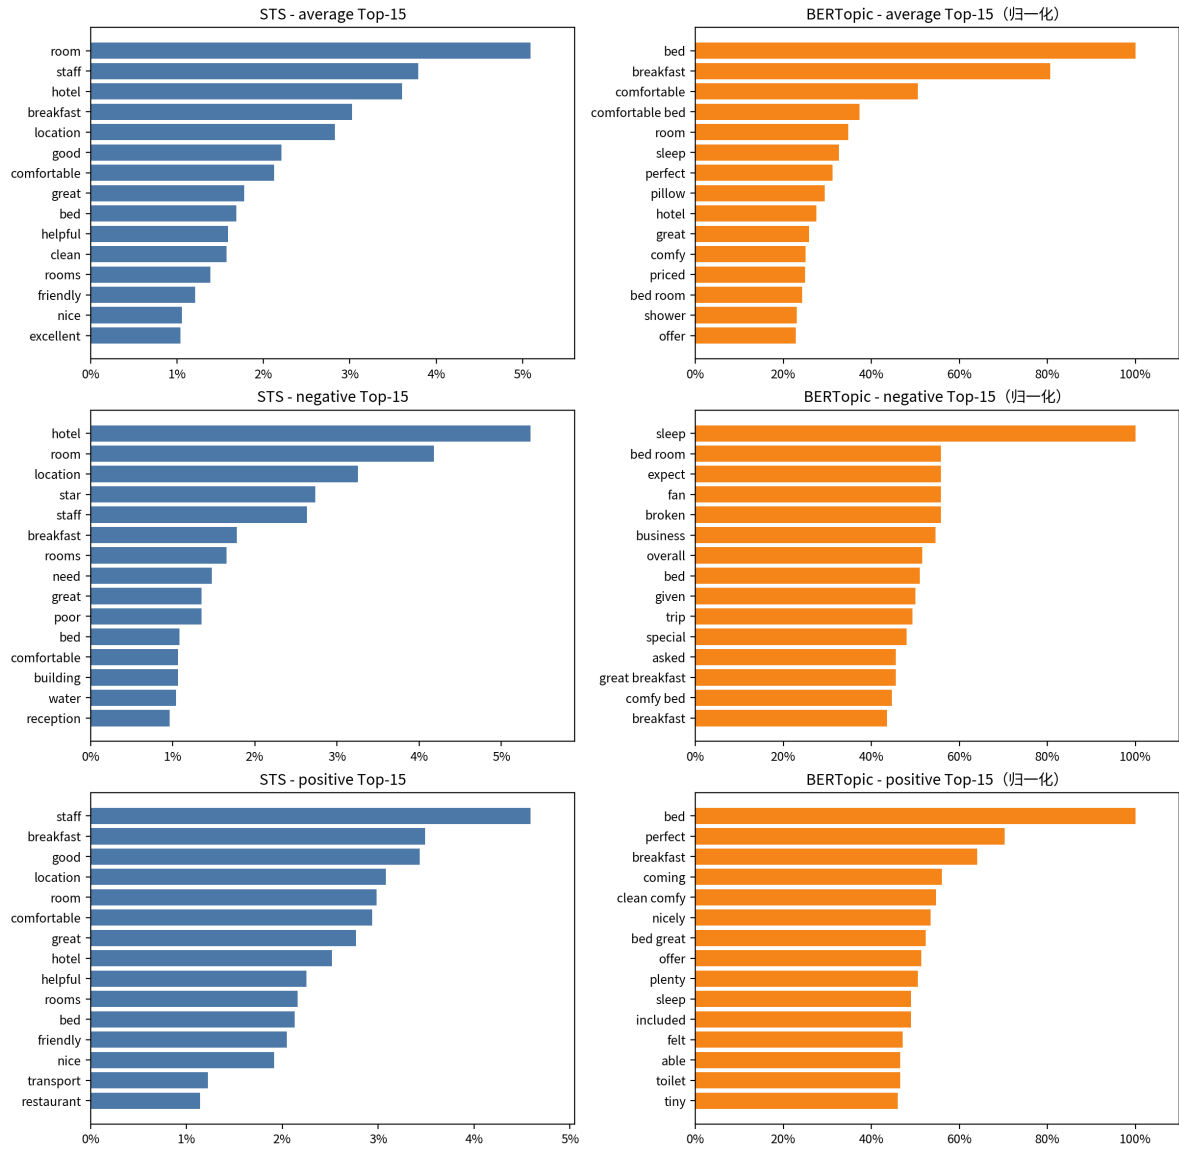 STS - average Top-15
room
staff
hotel
breakfast
location
good
comfortable
great
bed
helpful
clean
rooms
friendly
nice
excellent
0% 1% 2% 3% 4% 5%
BERTopic - average Top-15（归一化）
bed
breakfast
comfortable
comfortable bed
room
sleep
perfect
pillow
hotel
great
comfy
priced
bed room
shower
offer
0% 20% 40% 60% 80% 100%
STS - negative Top-15
hotel
room
location
star
staff
breakfast
rooms
need
great
poor
bed
comfortable
building
water
reception
0% 1% 2% 3% 4% 5%
BERTopic - negative Top-15（归一化）
sleep
bed room
expect
fan
broken
business
overall
bed
given
trip
special
asked
great breakfast
comfy bed
breakfast
0% 20% 40% 60% 80% 100%
STS - positive Top-15
staff
breakfast
good
location
room
comfortable
great
hotel
helpful
rooms
bed
friendly
nice
transport
restaurant
0% 1% 2% 3% 4% 5%
BERTopic - positive Top-15（归一化）
bed
perfect
breakfast
coming
clean comfy
nicely
bed great
offer
plenty
sleep
included
felt
able
toilet
tiny
0% 20% 40% 60% 80% 100%